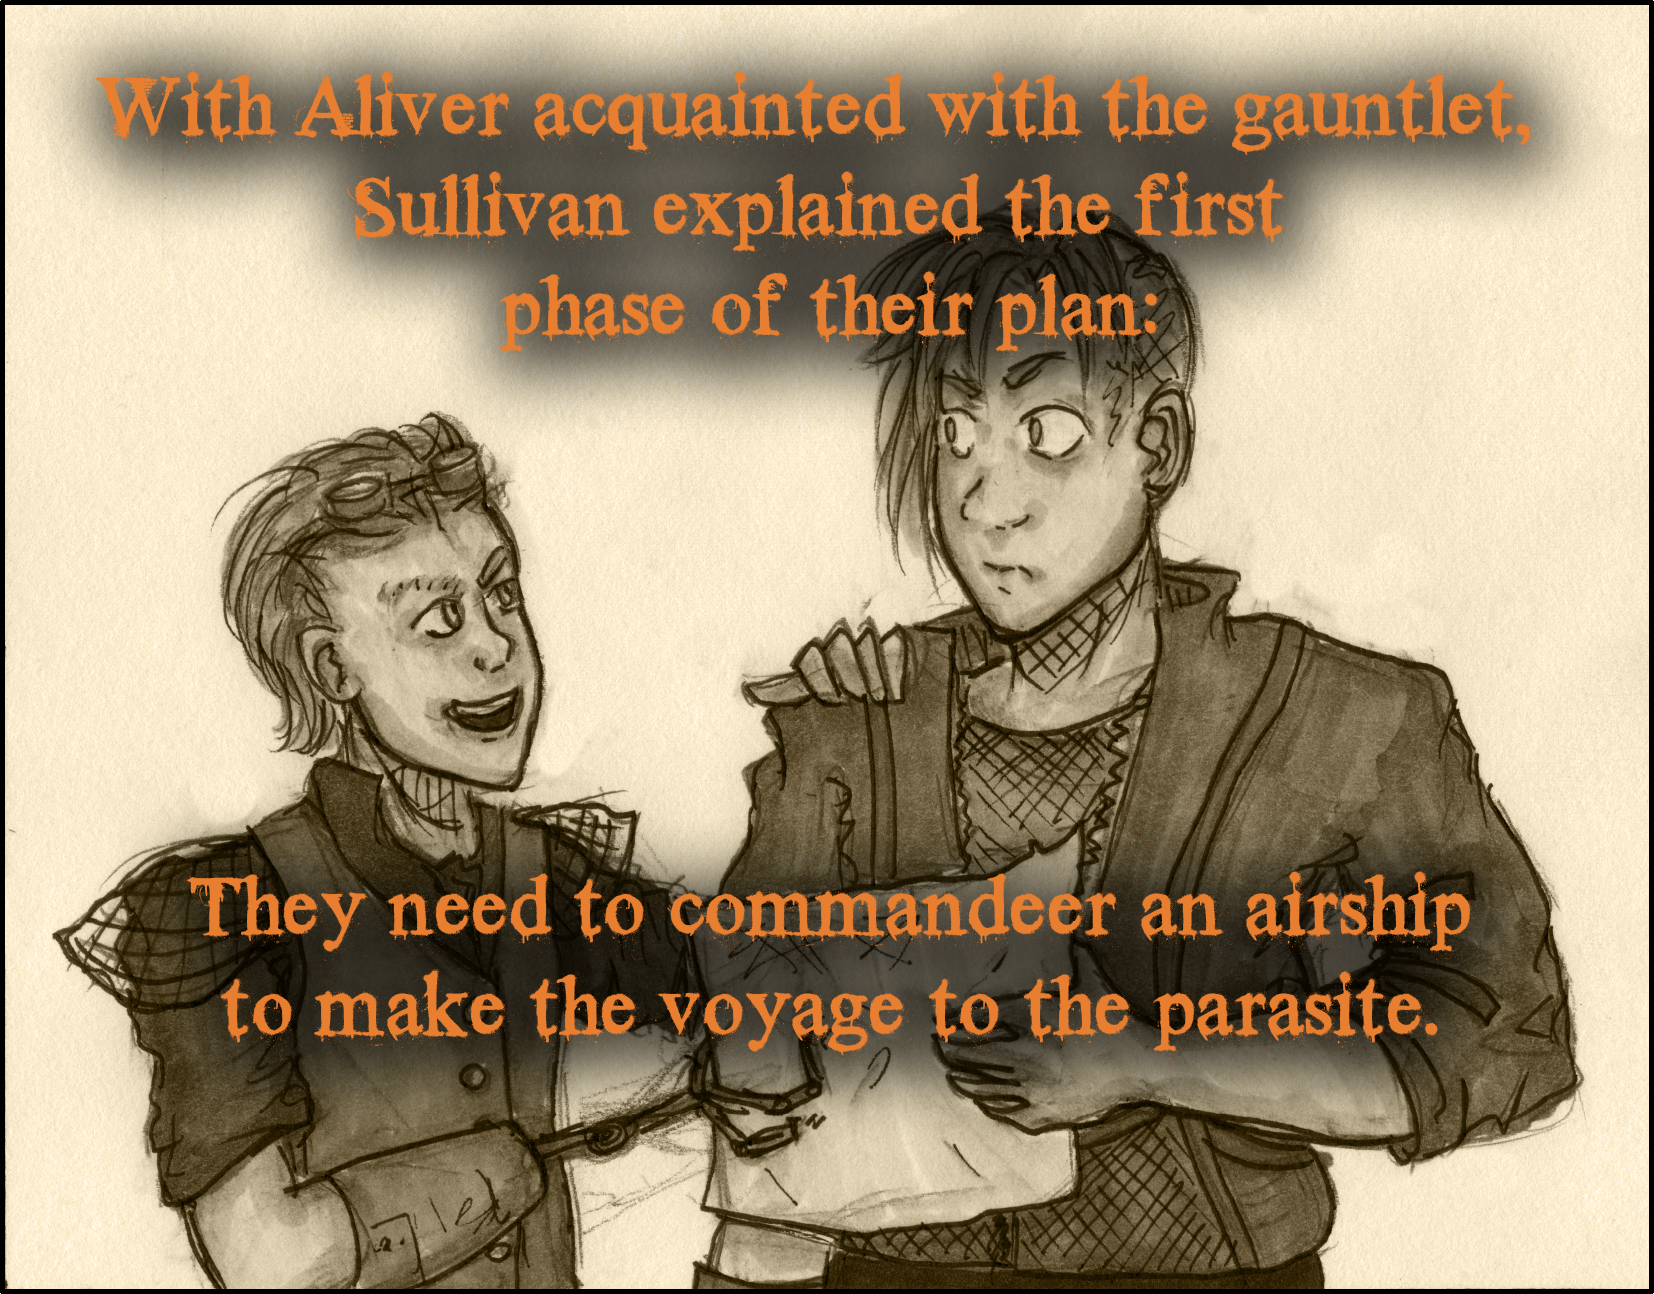 With Aliver acquainted with the gauntlet,
Sullivan explained the first
phase of their plan:
They need to commandeer an airship
to make the voyage to the parasite.